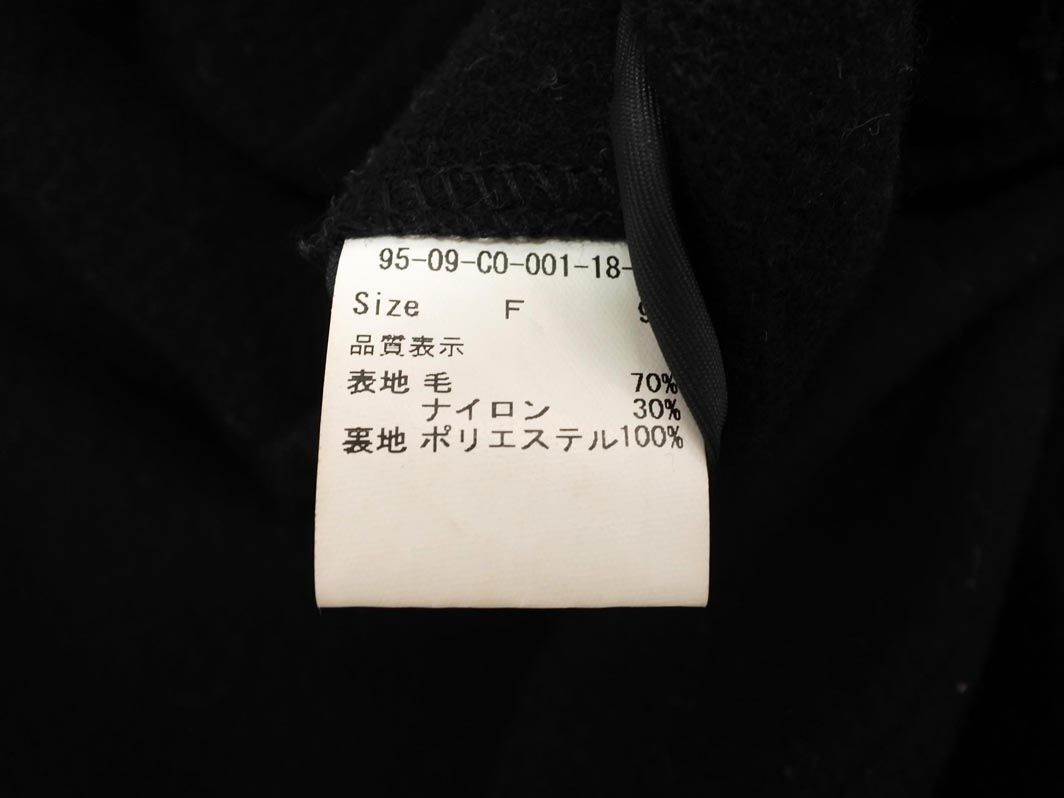 95-09-CO-001-18-
Size F
品質表示
表地 毛 70%
ナイロン 30%
裏地 ポリエステル100%